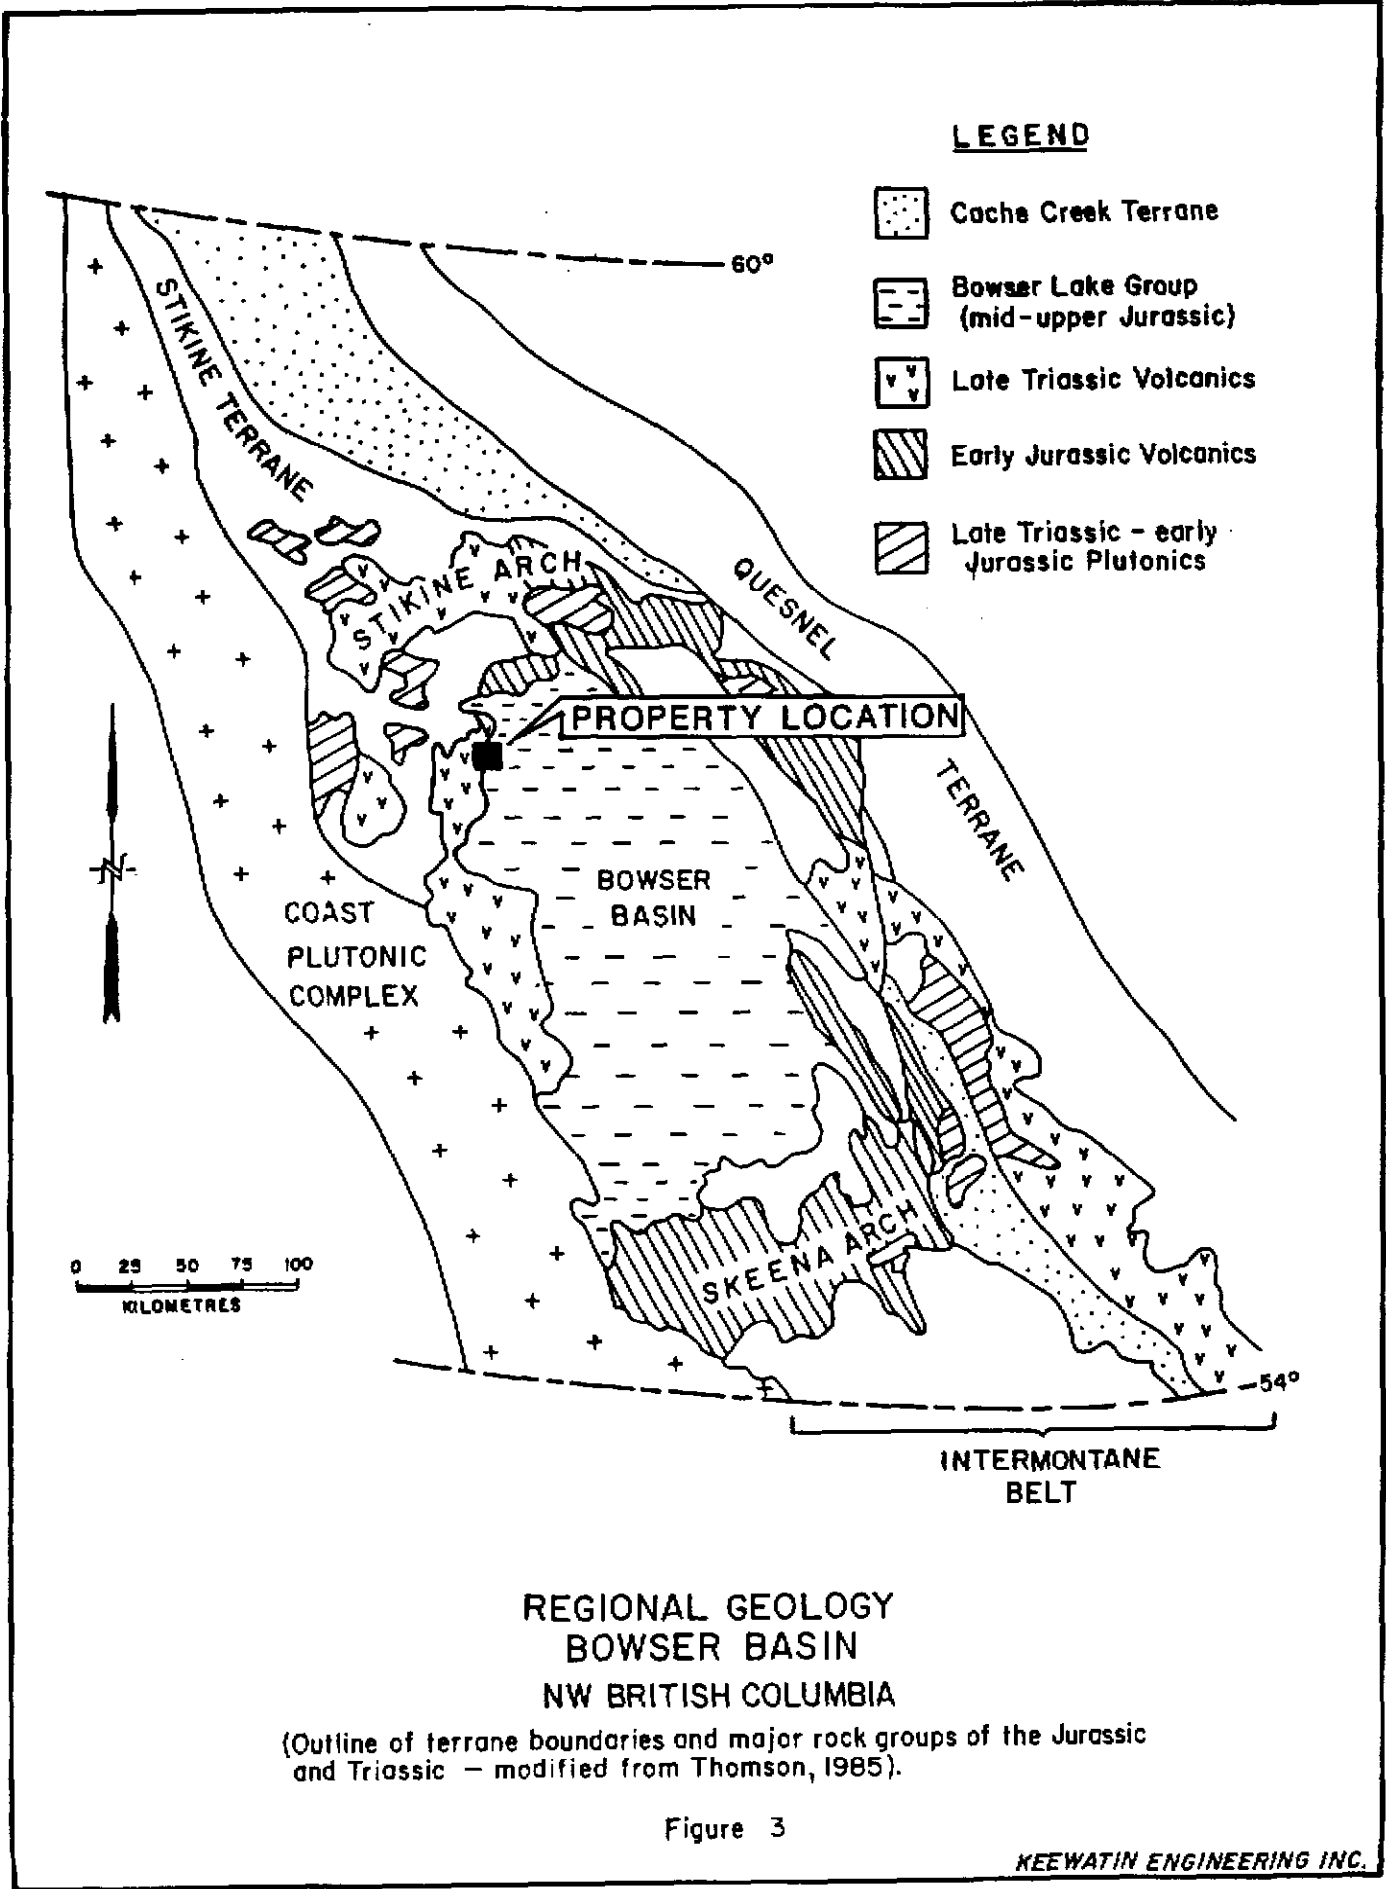 LEGEND
Cache Creek Terrane
Bowser Lake Group
(mid-upper Jurassic)
Late Triassic Volcanics
Early Jurassic Volcanics
Late Triassic - early
Jurassic Plutonics
60°
STIKINE TERRANE
STIKINE ARCH
QUESNEL
TERRANE
PROPERTY LOCATION
BOWSER
BASIN
COAST
PLUTONIC
COMPLEX
SKEENA ARCH
0 25 50 75 100
KILOMETRES
54°
INTERMONTANE
BELT
REGIONAL GEOLOGY
BOWSER BASIN
NW BRITISH COLUMBIA
(Outline of terrane boundaries and major rock groups of the Jurassic
and Triassic - modified from Thomson, 1985).
Figure 3
KEEWATIN ENGINEERING INC.